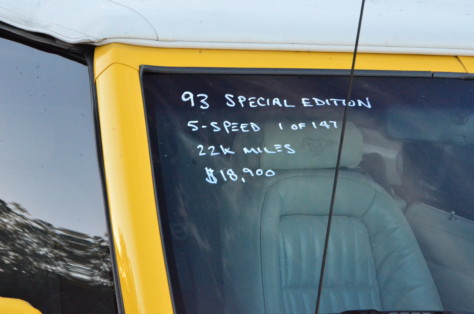 93 SPECIAL EDITION
5-SPEED 1 OF 147
22K MILES
$18,900